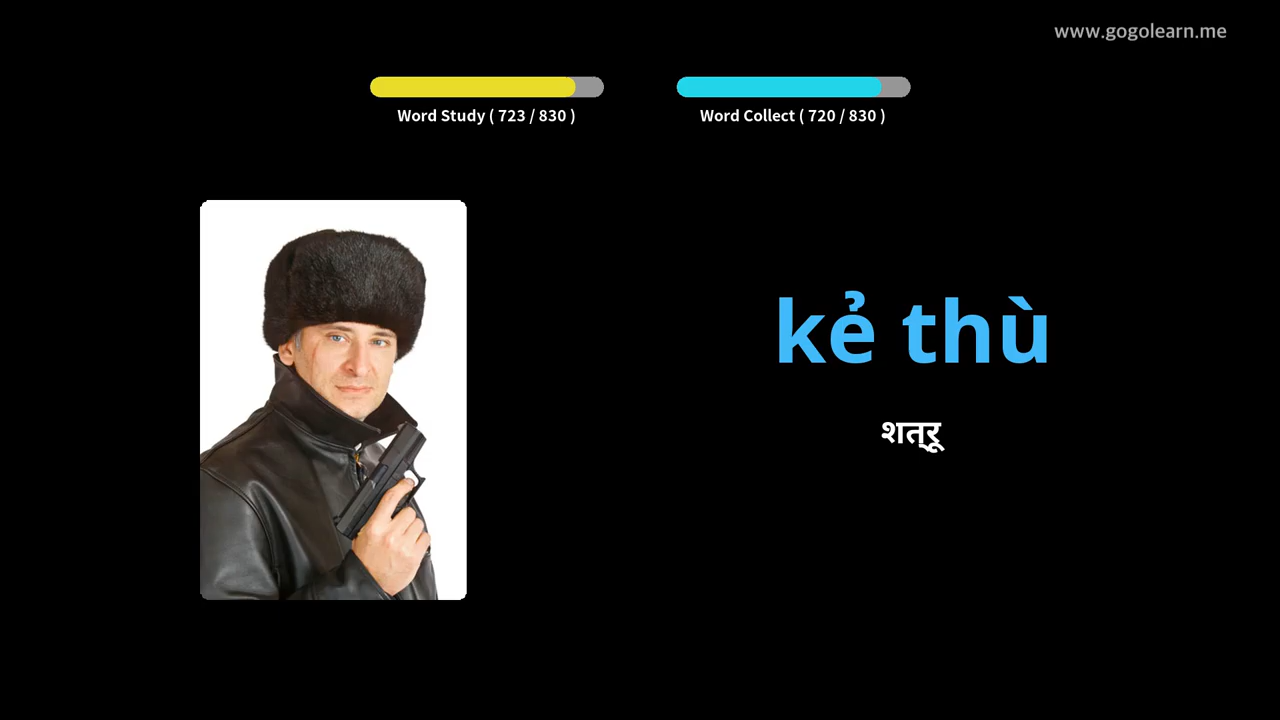 www.gogolearn.me
Word Study ( 723 / 830 )
Word Collect ( 720 / 830 )
kẻ thù
शत्रू